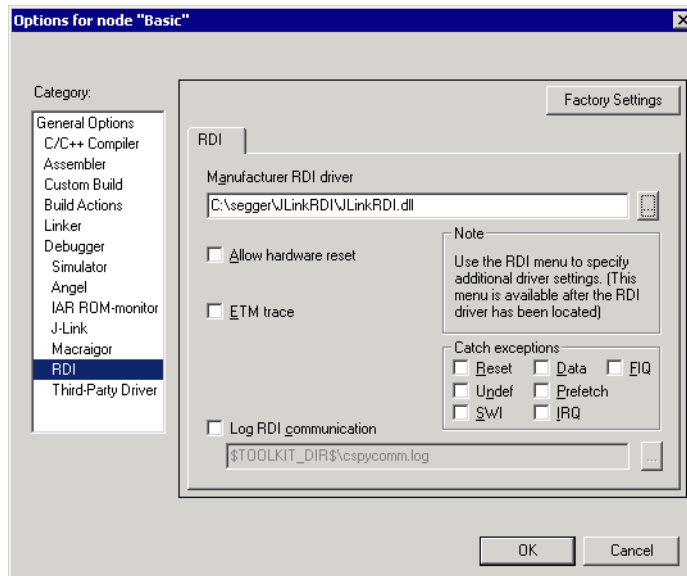 Options for node "Basic"
Category:
General Options
C/C++ Compiler
Assembler
Custom Build
Build Actions
Linker
Debugger
Simulator
Angel
IAR ROM-monitor
J-Link
Macraigor
RDI
Third-Party Driver
Factory Settings
RDI
Manufacturer RDI driver
C:\segger\JLinkRDI\JLinkRDI.dll
...
Allow hardware reset
ETM trace
Note
Use the RDI menu to specify
additional driver settings. (This
menu is available after the RDI
driver has been located)
Catch exceptions
Reset Data FIQ
Undef Prefetch
SWI IRQ
Log RDI communication
$TOOLKIT_DIR$\cspycomm.log
...
OK Cancel